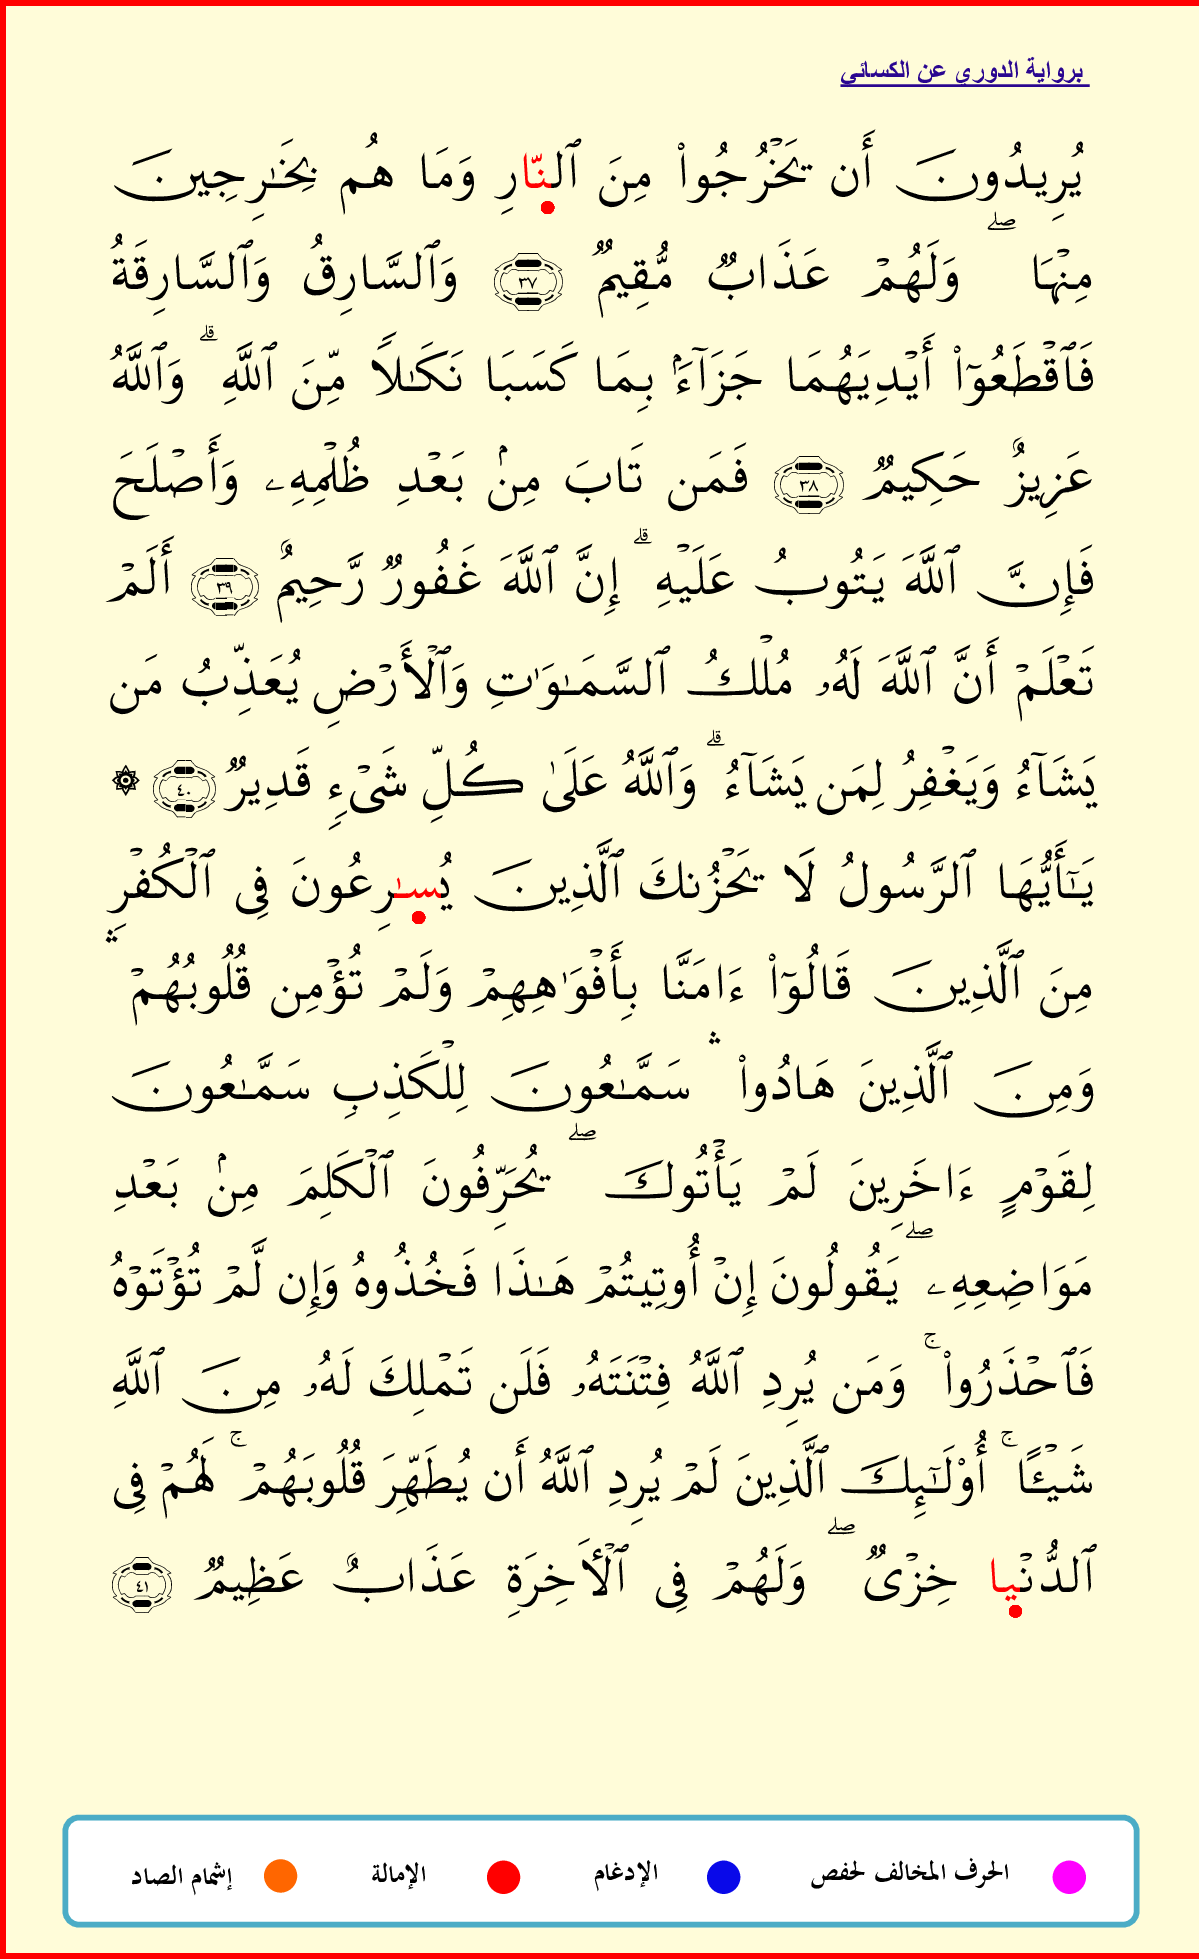 برواية الدوري عن الكسائي
يُرِيدُونَ أَن يَخْرُجُوا۟ مِنَ ٱلنَّارِ وَمَا هُم بِخَـٰرِجِينَ
مِنْهَا ۖ وَلَهُمْ عَذَابٌ مُّقِيمٌ ٣٧ وَٱلسَّارِقُ وَٱلسَّارِقَةُ
فَٱقْطَعُوٓا۟ أَيْدِيَهُمَا جَزَآءًۢ بِمَا كَسَبَا نَكَـٰلًا مِّنَ ٱللَّهِ ۗ وَٱللَّهُ
عَزِيزٌ حَكِيمٌ ٣٨ فَمَن تَابَ مِنۢ بَعْدِ ظُلْمِهِۦ وَأَصْلَحَ
فَإِنَّ ٱللَّهَ يَتُوبُ عَلَيْهِ ۗ إِنَّ ٱللَّهَ غَفُورٌ رَّحِيمٌ ٣٩ أَلَمْ
تَعْلَمْ أَنَّ ٱللَّهَ لَهُۥ مُلْكُ ٱلسَّمَـٰوَٰتِ وَٱلْأَرْضِ يُعَذِّبُ مَن
يَشَآءُ وَيَغْفِرُ لِمَن يَشَآءُ ۗ وَٱللَّهُ عَلَىٰ كُلِّ شَىْءٍ قَدِيرٌ ٤٠ ۞
يَـٰٓأَيُّهَا ٱلرَّسُولُ لَا يَحْزُنكَ ٱلَّذِينَ يُسَـٰرِعُونَ فِى ٱلْكُفْرِ
مِنَ ٱلَّذِينَ قَالُوٓا۟ ءَامَنَّا بِأَفْوَٰهِهِمْ وَلَمْ تُؤْمِن قُلُوبُهُمْ ۛ
وَمِنَ ٱلَّذِينَ هَادُوا۟ ۛ سَمَّـٰعُونَ لِلْكَذِبِ سَمَّـٰعُونَ
لِقَوْمٍ ءَاخَرِينَ لَمْ يَأْتُوكَ ۖ يُحَرِّفُونَ ٱلْكَلِمَ مِنۢ بَعْدِ
مَوَاضِعِهِۦ ۖ يَقُولُونَ إِنْ أُوتِيتُمْ هَـٰذَا فَخُذُوهُ وَإِن لَّمْ تُؤْتَوْهُ
فَٱحْذَرُوا۟ ۚ وَمَن يُرِدِ ٱللَّهُ فِتْنَتَهُۥ فَلَن تَمْلِكَ لَهُۥ مِنَ ٱللَّهِ
شَيْـًٔا ۚ أُو۟لَـٰٓئِكَ ٱلَّذِينَ لَمْ يُرِدِ ٱللَّهُ أَن يُطَهِّرَ قُلُوبَهُمْ ۚ لَهُمْ فِى
ٱلدُّنْيَا خِزْىٌ ۖ وَلَهُمْ فِى ٱلْـَٔاخِرَةِ عَذَابٌ عَظِيمٌ ٤١
الحرف المخالف لحفص الإدغام الإمالة إشمام الصاد